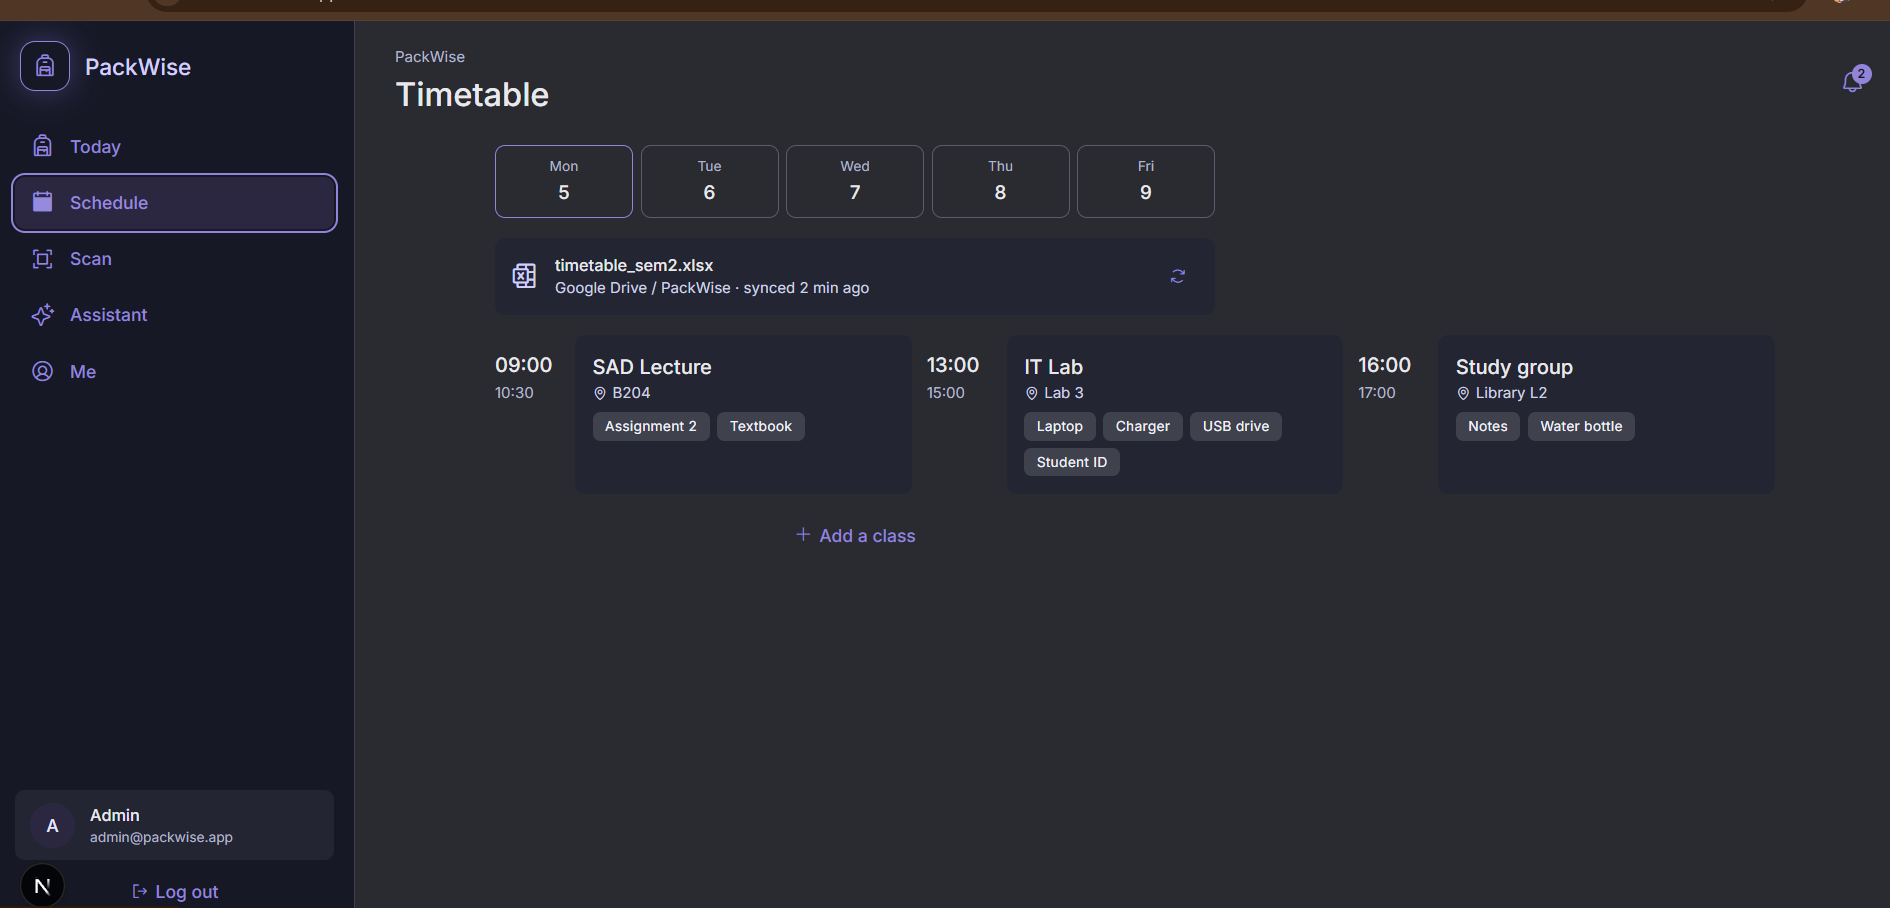 PackWise
Today
Schedule
Scan
Assistant
Me
Admin
A
admin@packwise.app
N
Log out
PackWise
Timetable
2
Mon
5
Tue
6
Wed
7
Thu
8
Fri
9
timetable_sem2.xlsx
Google Drive / PackWise · synced 2 min ago
09:00
10:30
SAD Lecture
B204
Assignment 2
Textbook
13:00
15:00
IT Lab
Lab 3
Laptop
Charger
USB drive
Student ID
16:00
17:00
Study group
Library L2
Notes
Water bottle
+ Add a class